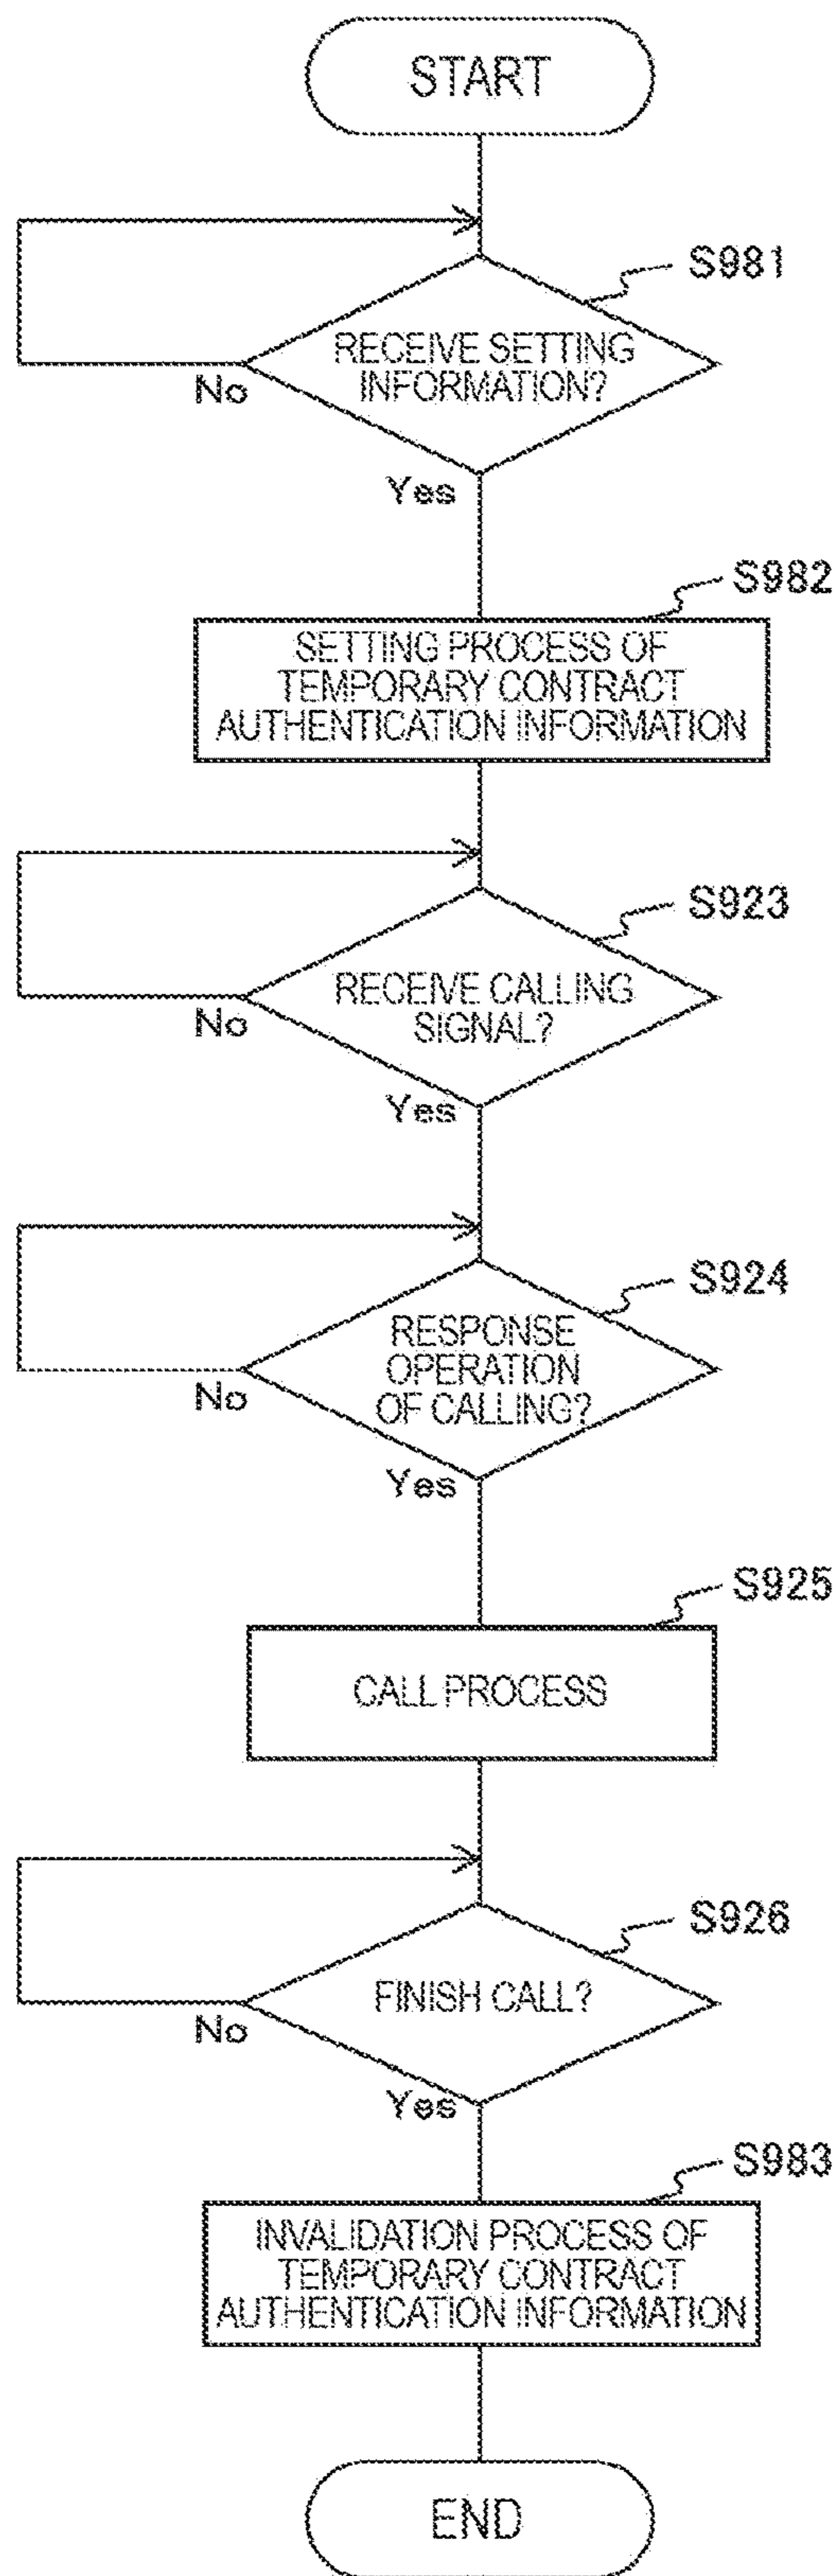 START
S981
RECEIVE SETTING
INFORMATION?
No
Yes
S982
SETTING PROCESS OF
TEMPORARY CONTRACT
AUTHENTICATION INFORMATION
S923
RECEIVE CALLING
SIGNAL?
No
Yes
S924
RESPONSE
OPERATION
OF CALLING?
No
Yes
S925
CALL PROCESS
S926
FINISH CALL?
No
Yes
S983
INVALIDATION PROCESS OF
TEMPORARY CONTRACT
AUTHENTICATION INFORMATION
END